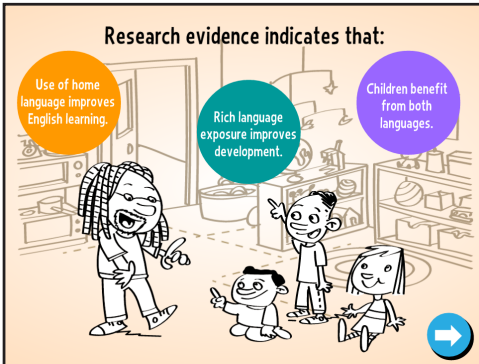 Research evidence indicates that:
Use of home
language improves
English learning.
Rich language
exposure improves
development.
Children benefit
from both
languages.